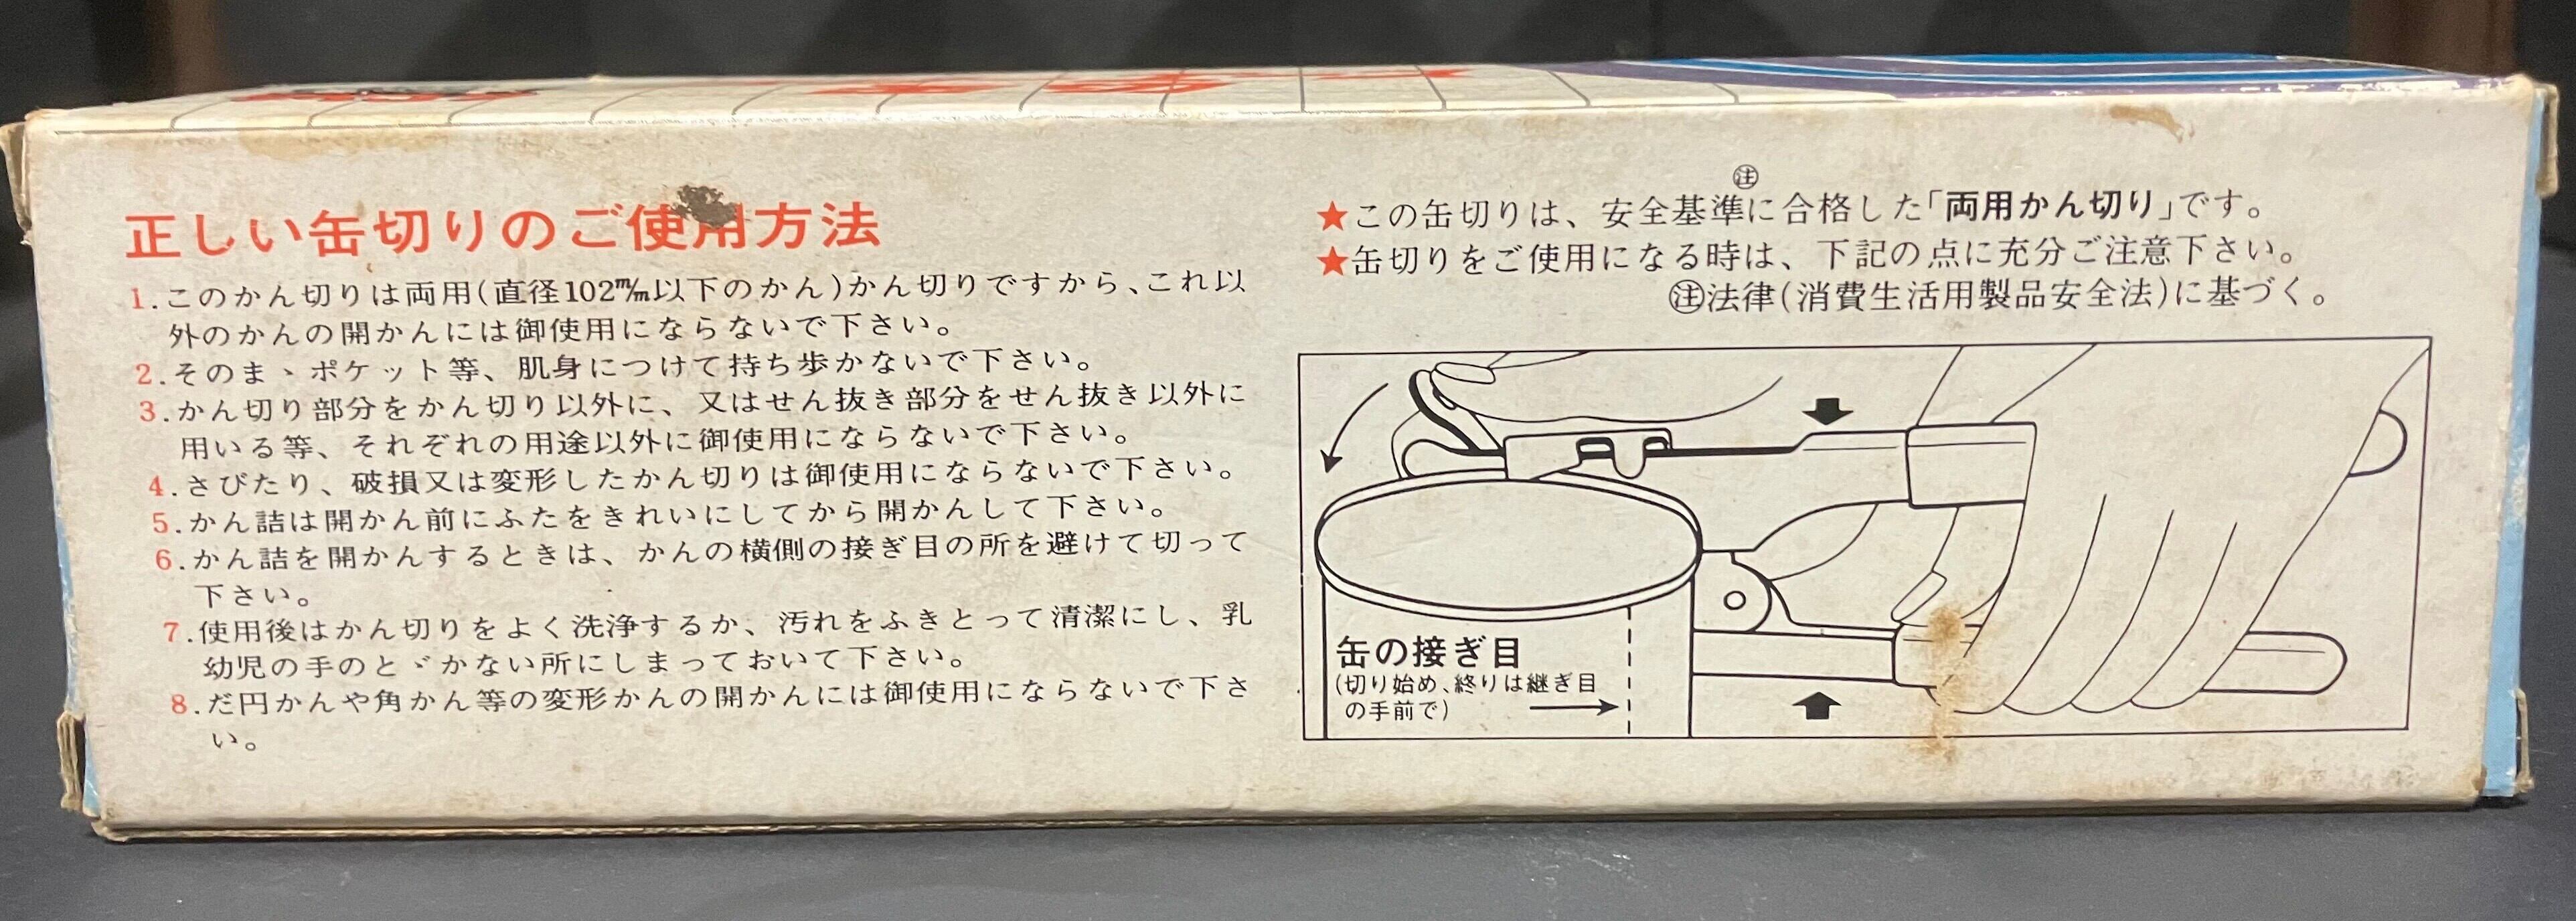 正しい缶切りのご使用方法
1.このかん切りは両用(直径102㎜以下のかん)かん切りですから、これ以
外のかんの開かんには御使用にならないで下さい。
2.そのまゝポケット等、肌身につけて持ち歩かないで下さい。
3.かん切り部分をかん切り以外に、又はせん抜き部分をせん抜き以外に
用いる等、それぞれの用途以外に御使用にならないで下さい。
4.さびたり、破損又は変形したかん切りは御使用にならないで下さい。
5.かん詰は開かん前にふたをきれいにしてから開かんして下さい。
6.かん詰を開かんするときは、かんの横側の接ぎ目の所を避けて切って
下さい。
7.使用後はかん切りをよく洗浄するか、汚れをふきとって清潔にし、乳
幼児の手のとゞかない所にしまっておいて下さい。
8.だ円かんや角かん等の変形かんの開かんには御使用にならないで下さ
い。
㊟
★この缶切りは、安全基準に合格した「両用かん切り」です。
★缶切りをご使用になる時は、下記の点に充分ご注意下さい。
㊟法律(消費生活用製品安全法)に基づく。
缶の接ぎ目
(切り始め、終りは継ぎ目
の手前で)